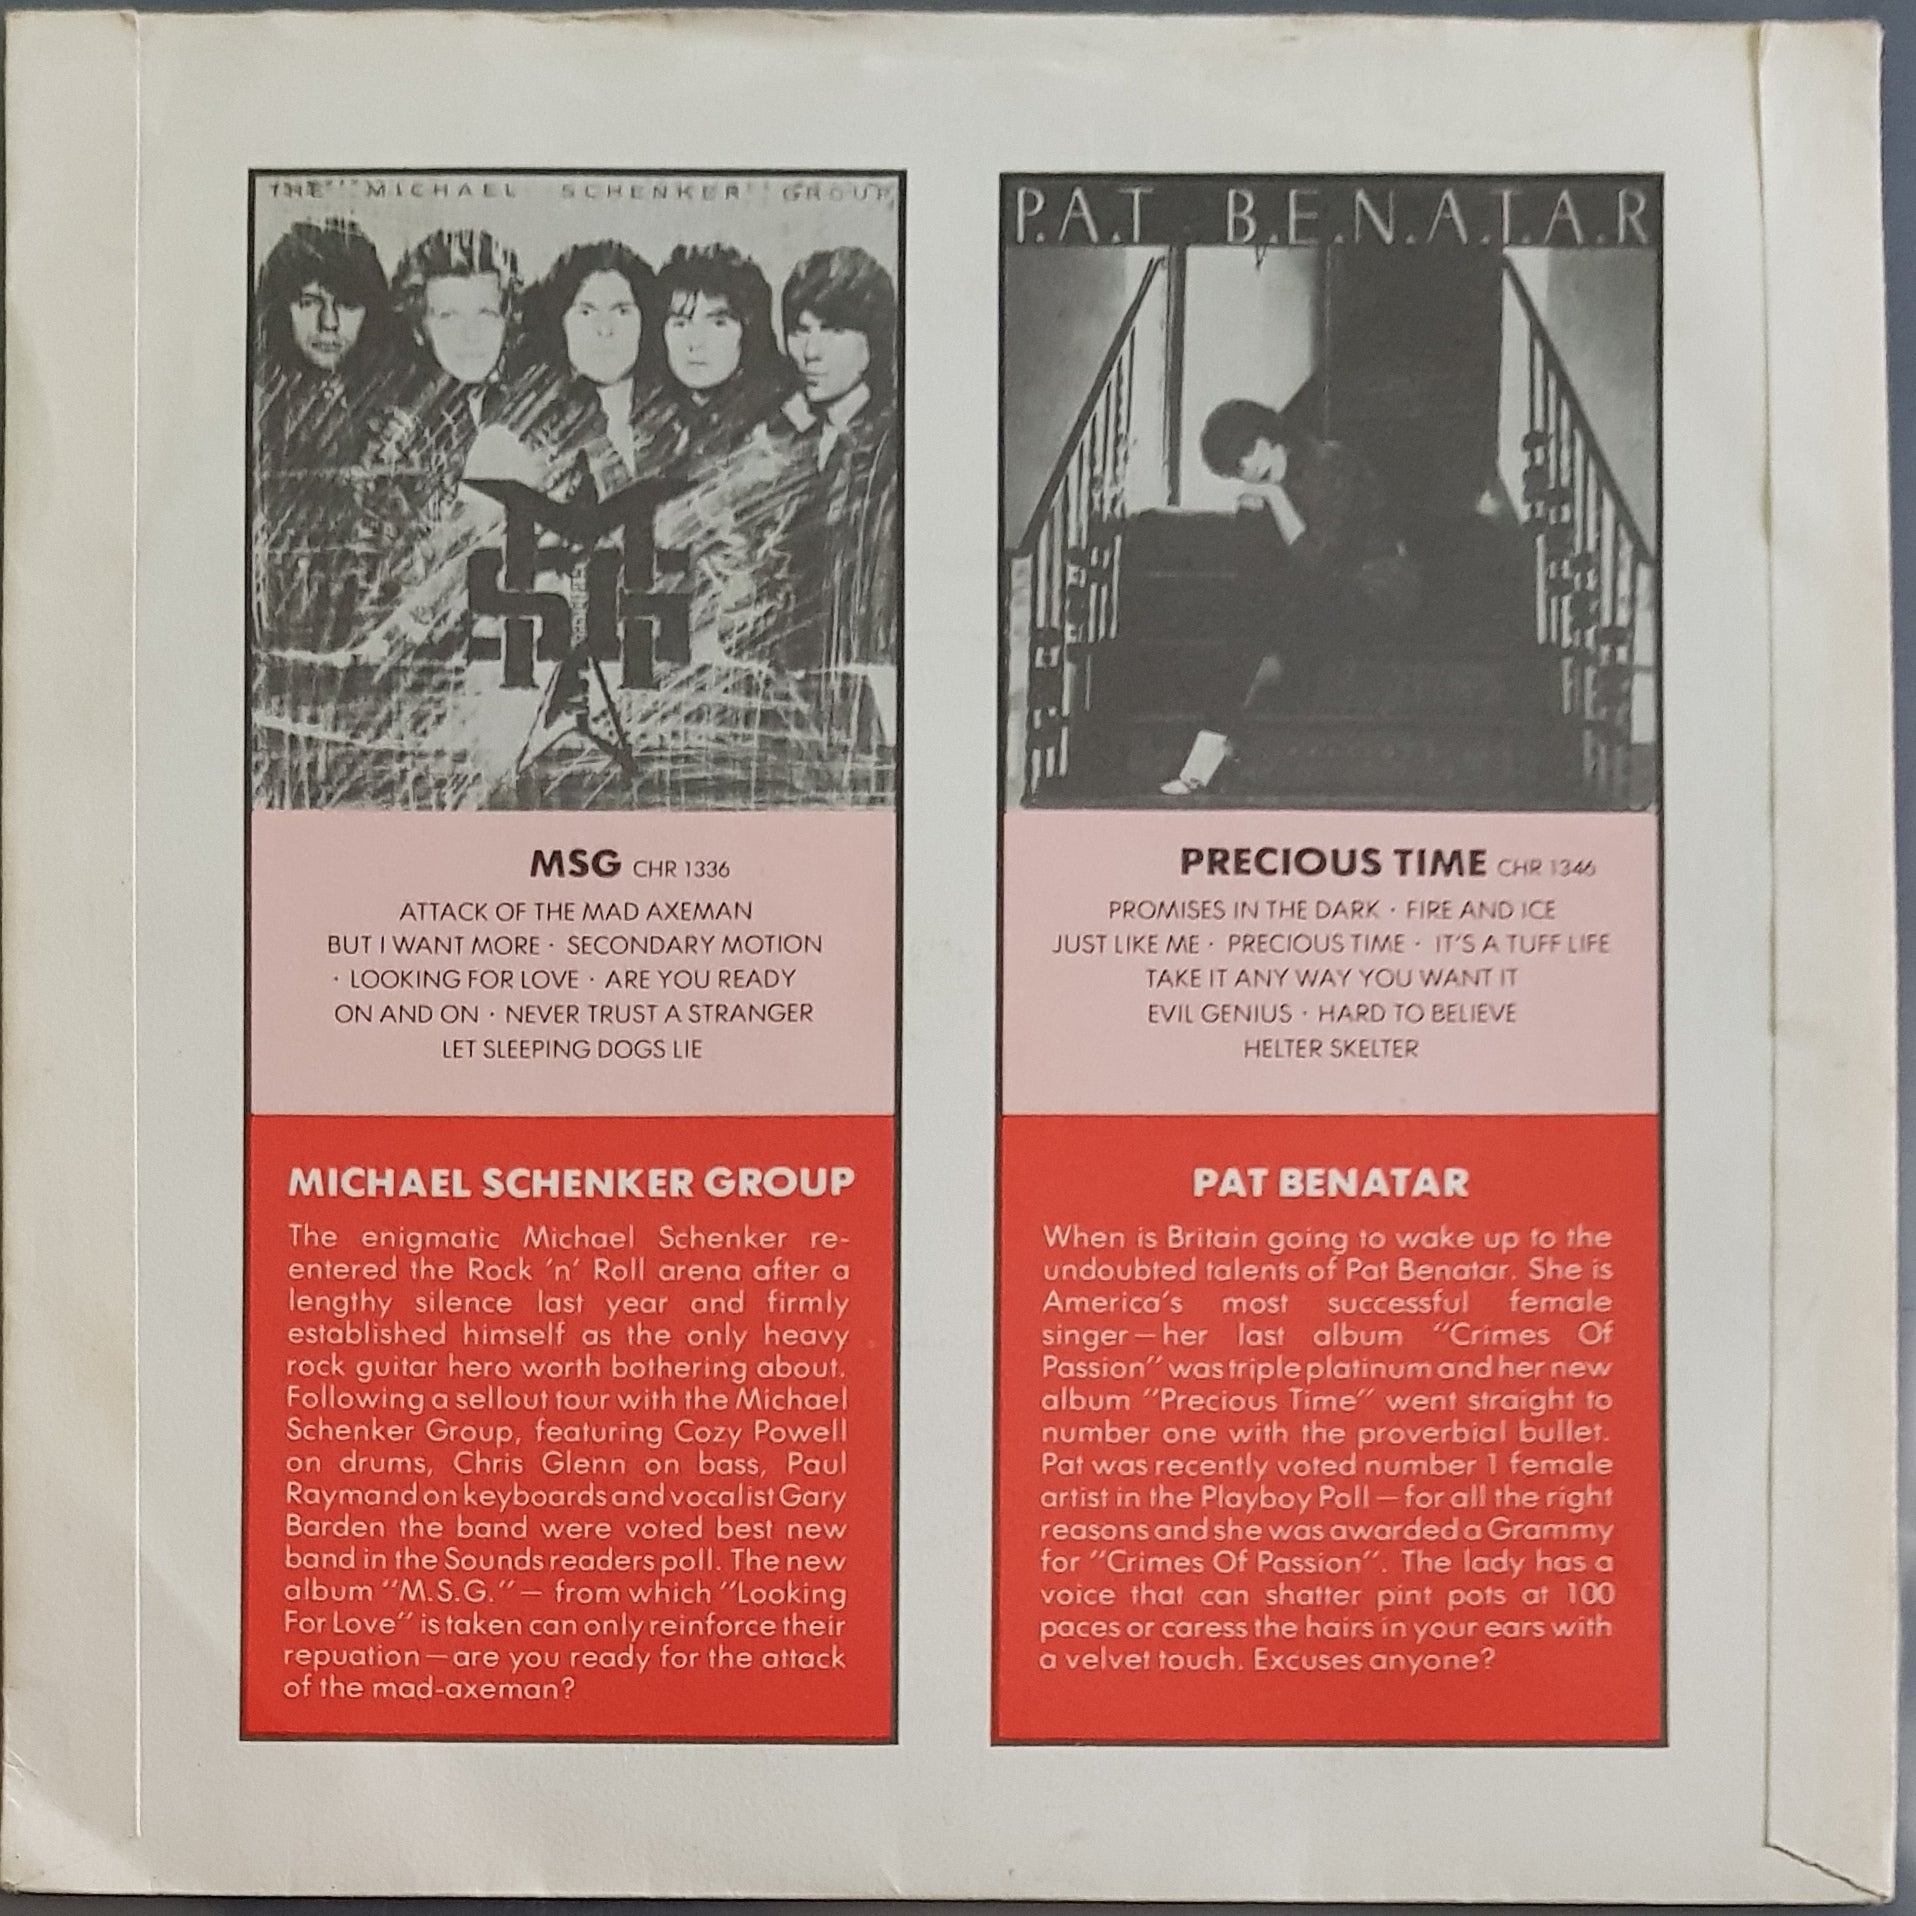 THE MICHAEL SCHENKER GROUP
MSG CHR 1336
ATTACK OF THE MAD AXEMAN
BUT I WANT MORE · SECONDARY MOTION
· LOOKING FOR LOVE · ARE YOU READY
ON AND ON · NEVER TRUST A STRANGER
LET SLEEPING DOGS LIE
MICHAEL SCHENKER GROUP
The enigmatic Michael Schenker re-
entered the Rock 'n' Roll arena after a
lengthy silence last year and firmly
established himself as the only heavy
rock guitar hero worth bothering about.
Following a sellout tour with the Michael
Schenker Group, featuring Cozy Powell
on drums, Chris Glenn on bass, Paul
Raymand on keyboards and vocalist Gary
Barden the band were voted best new
band in the Sounds readers poll. The new
album "M.S.G." — from which "Looking
For Love" is taken can only reinforce their
repuation — are you ready for the attack
of the mad-axeman?
P.A.T B.E.N.A.T.A.R
PRECIOUS TIME CHR 1346
PROMISES IN THE DARK · FIRE AND ICE
JUST LIKE ME · PRECIOUS TIME · IT'S A TUFF LIFE
TAKE IT ANY WAY YOU WANT IT
EVIL GENIUS · HARD TO BELIEVE
HELTER SKELTER
PAT BENATAR
When is Britain going to wake up to the
undoubted talents of Pat Benatar. She is
America's most successful female
singer — her last album "Crimes Of
Passion" was triple platinum and her new
album "Precious Time" went straight to
number one with the proverbial bullet.
Pat was recently voted number 1 female
artist in the Playboy Poll — for all the right
reasons and she was awarded a Grammy
for "Crimes Of Passion". The lady has a
voice that can shatter pint pots at 100
paces or caress the hairs in your ears with
a velvet touch. Excuses anyone?